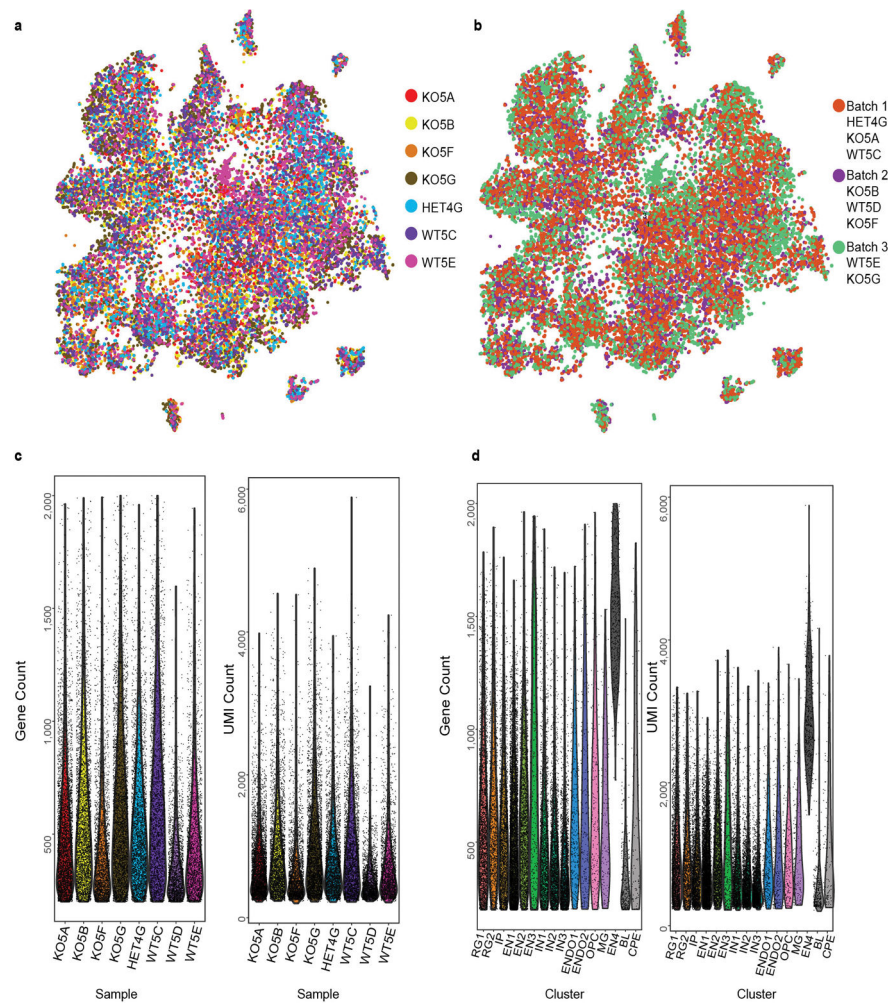 a
KO5A
KO5B
KO5F
KO5G
HET4G
WT5C
WT5E
b
Batch 1
HET4G
KO5A
WT5C
Batch 2
KO5B
WT5D
KO5F
Batch 3
WT5E
KO5G
c
Gene Count
2,000
1,500
1,000
500
KO5A
KO5B
KO5F
KO5G
HET4G
WT5C
WT5D
WT5E
Sample
UMI Count
6,000
4,000
2,000
0
KO5A
KO5B
KO5F
KO5G
HET4G
WT5C
WT5D
WT5E
Sample
d
Gene Count
2,000
1,500
1,000
500
RG1
RG2
IP
EN1
EN2
EN3
IN1
IN2
IN3
ENDO1
ENDO2
OPC
MG
EN4
BL
CPE
Cluster
UMI Count
6,000
4,000
2,000
0
RG1
RG2
IP
EN1
EN2
EN3
IN1
IN2
IN3
ENDO1
ENDO2
OPC
MG
EN4
BL
CPE
Cluster